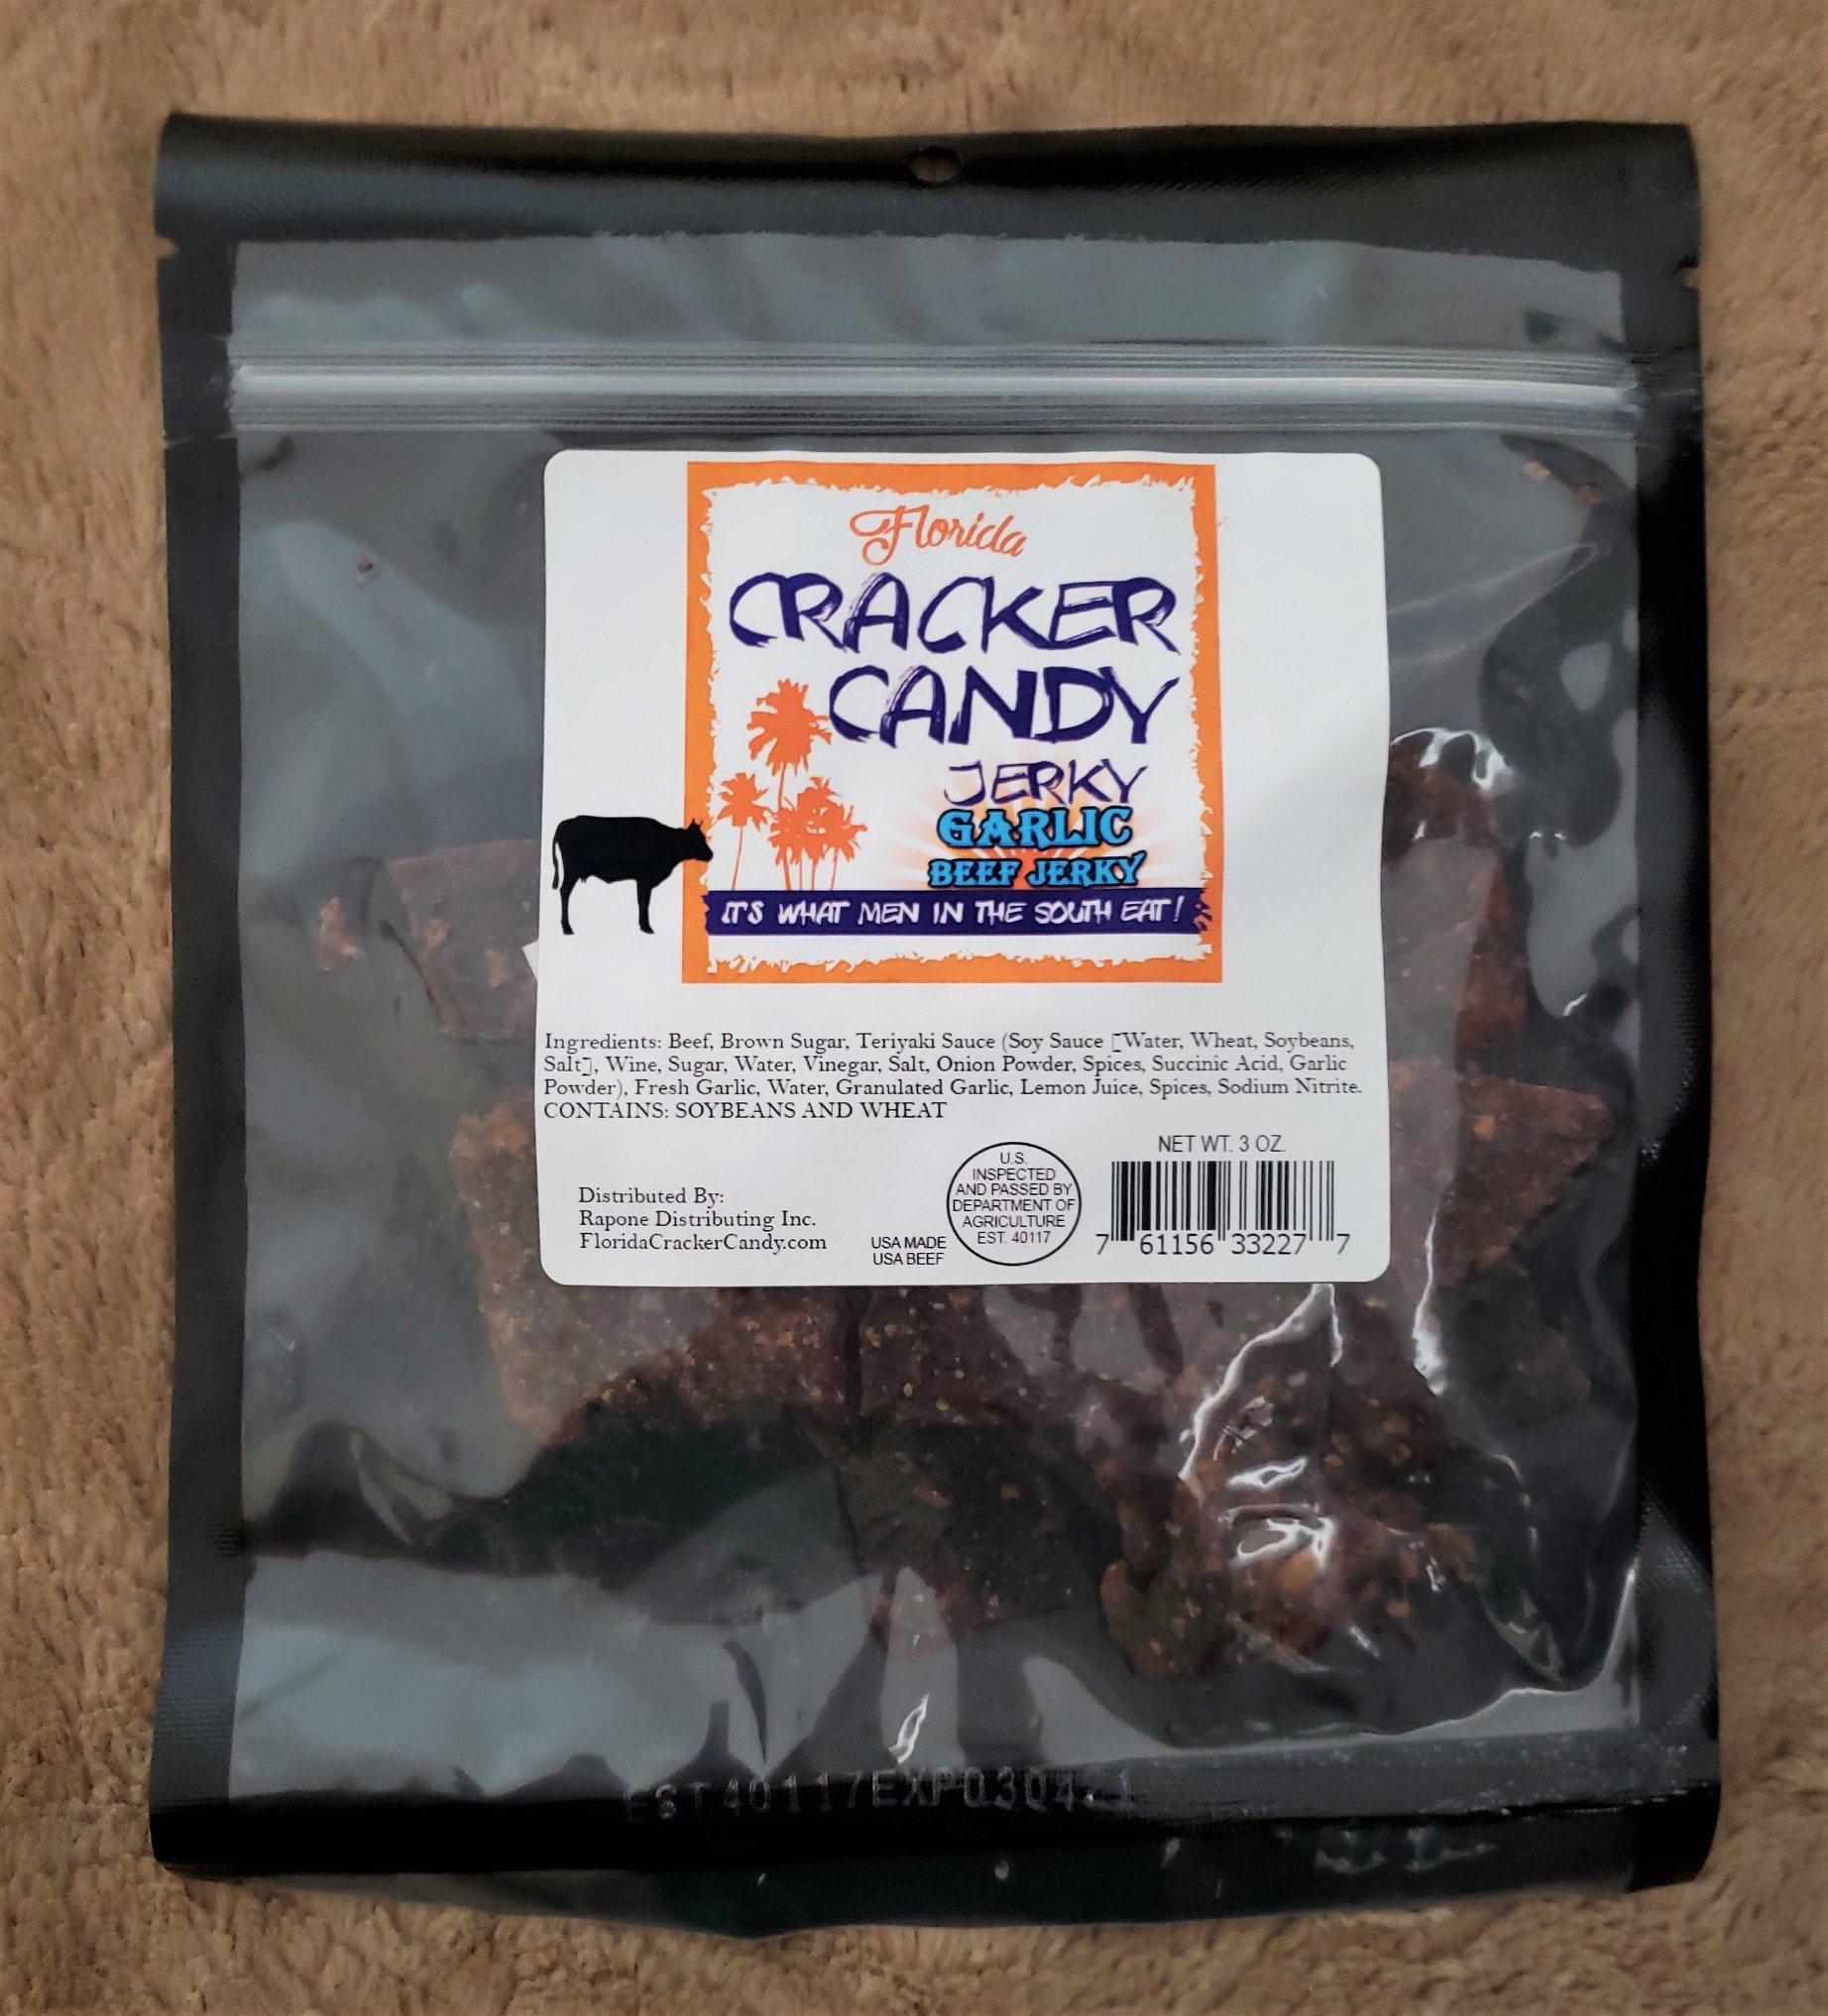 Florida
CRACKER
CANDY
JERKY
GARLIC
BEEF JERKY
IT'S WHAT MEN IN THE SOUTH EAT!
Ingredients: Beef, Brown Sugar, Teriyaki Sauce (Soy Sauce [Water, Wheat, Soybeans,
Salt], Wine, Sugar, Water, Vinegar, Salt, Onion Powder, Spices, Succinic Acid, Garlic
Powder), Fresh Garlic, Water, Granulated Garlic, Lemon Juice, Spices, Sodium Nitrite.
CONTAINS: SOYBEANS AND WHEAT
Distributed By:
Rapone Distributing Inc.
FloridaCrackerCandy.com
USA MADE
USA BEEF
U.S.
INSPECTED
AND PASSED BY
DEPARTMENT OF
AGRICULTURE
EST. 40117
NET WT. 3 OZ.
7 61156 33227 7
EST40117